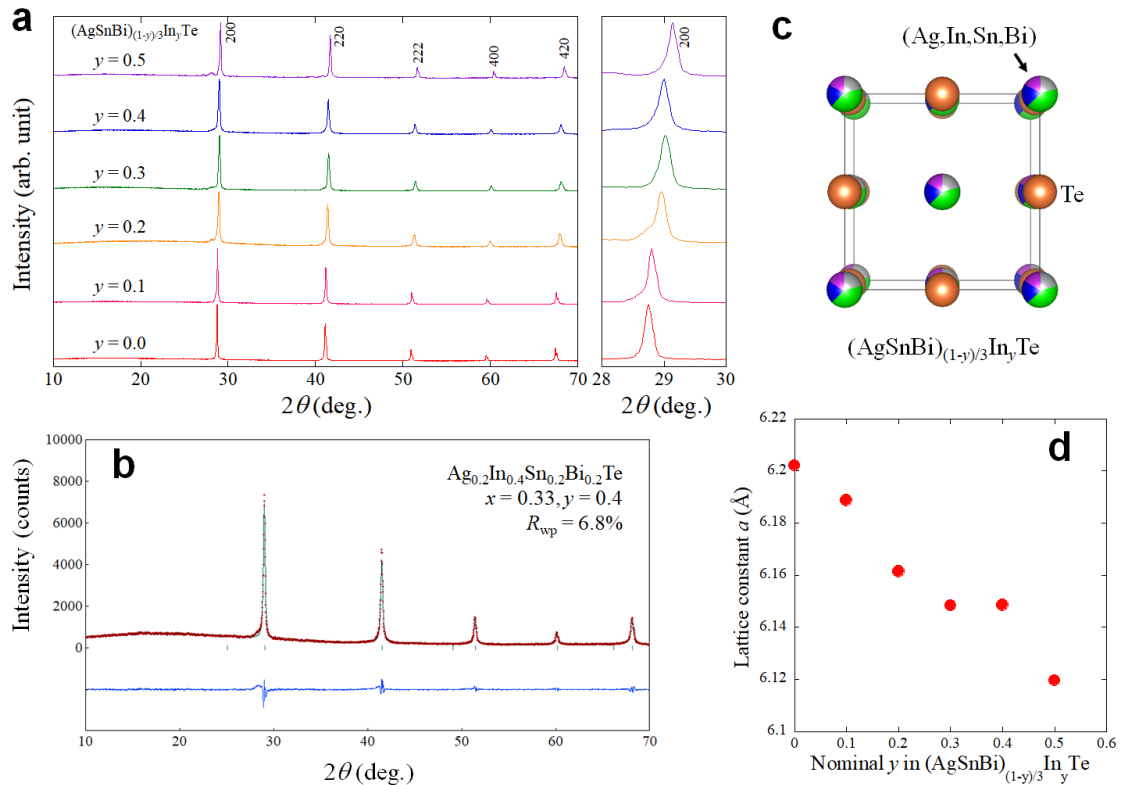 a
(AgSnBi)(1-y)/3InyTe
200
220
222
400
420
y = 0.5
y = 0.4
y = 0.3
y = 0.2
y = 0.1
y = 0.0
Intensity (arb. unit)
10 20 30 40 50 60 70
2θ (deg.)
200
28 29 30
2θ (deg.)
c
(Ag,In,Sn,Bi)
Te
(AgSnBi)(1-y)/3InyTe
b
Ag0.2In0.4Sn0.2Bi0.2Te
x = 0.33, y = 0.4
Rwp = 6.8%
Intensity (counts)
10000
8000
6000
4000
2000
0
10 20 30 40 50 60 70
2θ (deg.)
d
Lattice constant a (Å)
6.22
6.2
6.18
6.16
6.14
6.12
6.1
0 0.1 0.2 0.3 0.4 0.5 0.6
Nominal y in (AgSnBi)(1-y)/3InyTe